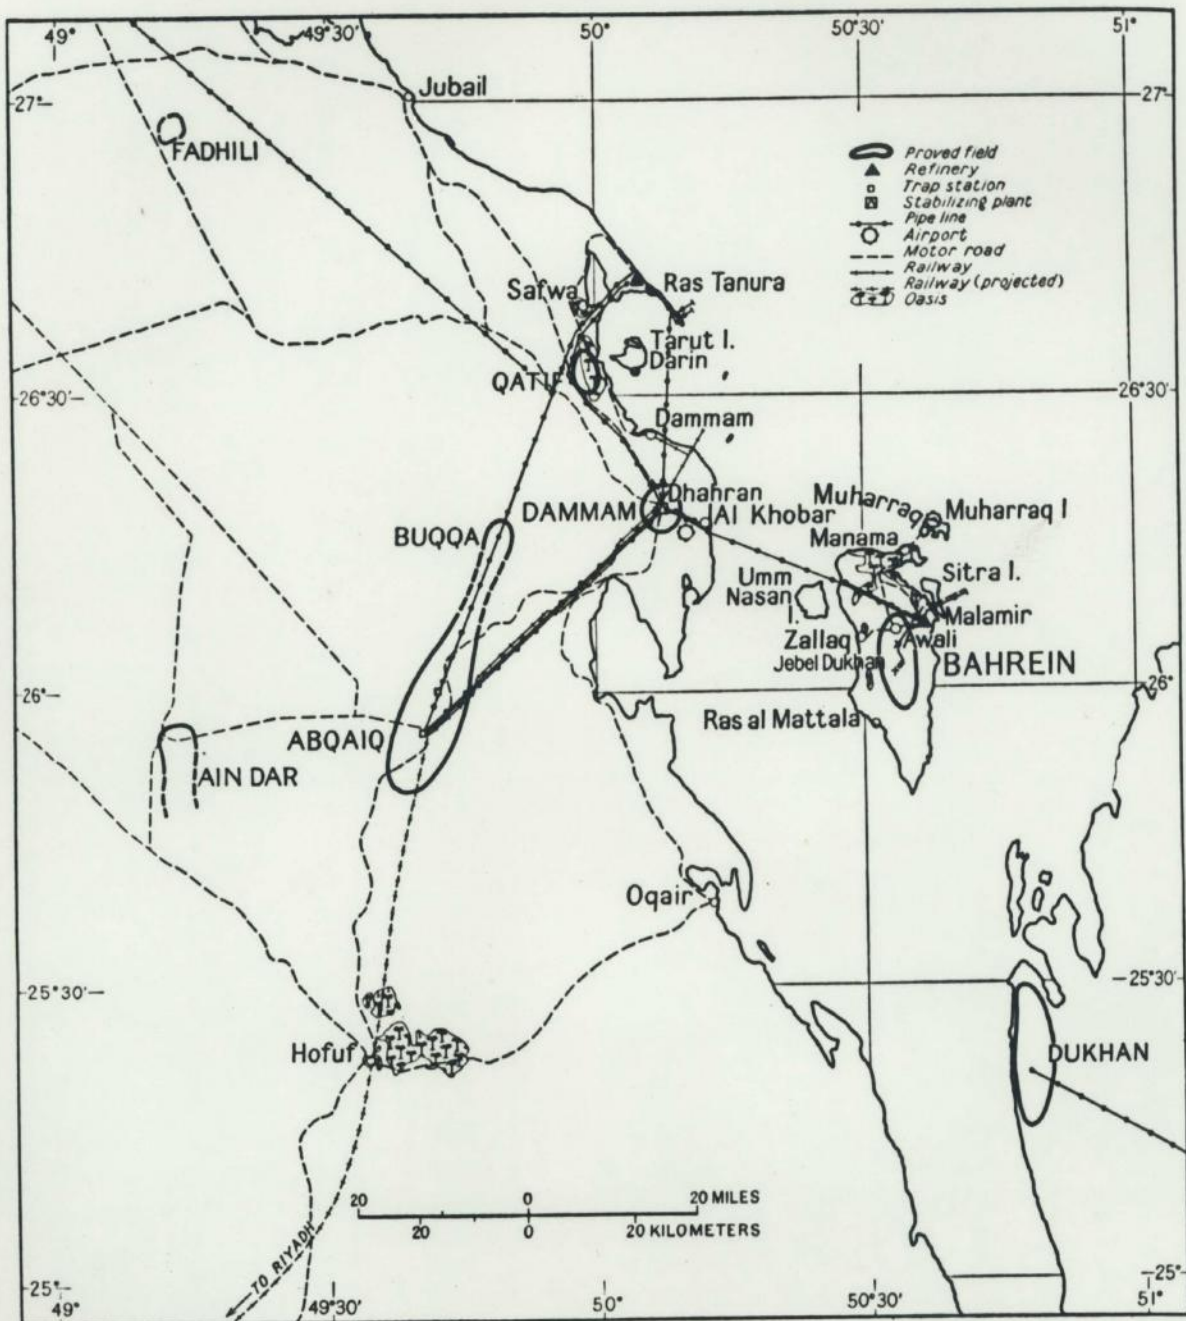 49°
49°30'
50°
50°30'
51°
27°
Jubail
27°
FADHILI
Proved field
Refinery
Trap station
Stabilizing plant
Pipe line
Airport
Motor road
Railway
Railway (projected)
Oasis
Safwa
Ras Tanura
Tarut I.
Darin
QATIF
26°30'
26°30'
Dammam
BUQQA
DAMMAM
Dhahran
Al Khobar
Muharraq
Muharraq I
Manama
Umm
Nasan
I.
Sitra I.
Zallaq
Malamir
Awali
Jebel Dukhan
BAHREIN
26°
26°
Ras al Mattala
ABQAIQ
AIN DAR
Oqair
25°30'
25°30'
Hofuf
DUKHAN
20 0 20 MILES
20 0 20 KILOMETERS
TO RIYADH
25°
25°
49°
49°30'
50°
50°30'
51°